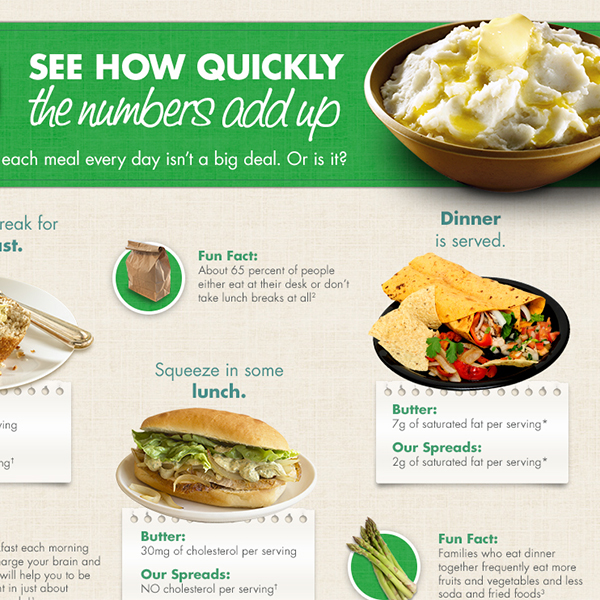 SEE HOW QUICKLY
the numbers add up
each meal every day isn't a big deal. Or is it?
reak for
st.
Fun Fact:
About 65 percent of people
either eat at their desk or don't
take lunch breaks at all²
Dinner
is served.
Squeeze in some
lunch.
ving
ng†
Butter:
7g of saturated fat per serving*
Our Spreads:
2g of saturated fat per serving*
Butter:
30mg of cholesterol per serving
Our Spreads:
NO cholesterol per serving†
fast each morning
arge your brain and
will help you to be
nt in just about
Fun Fact:
Families who eat dinner
together frequently eat more
fruits and vegetables and less
soda and fried foods³